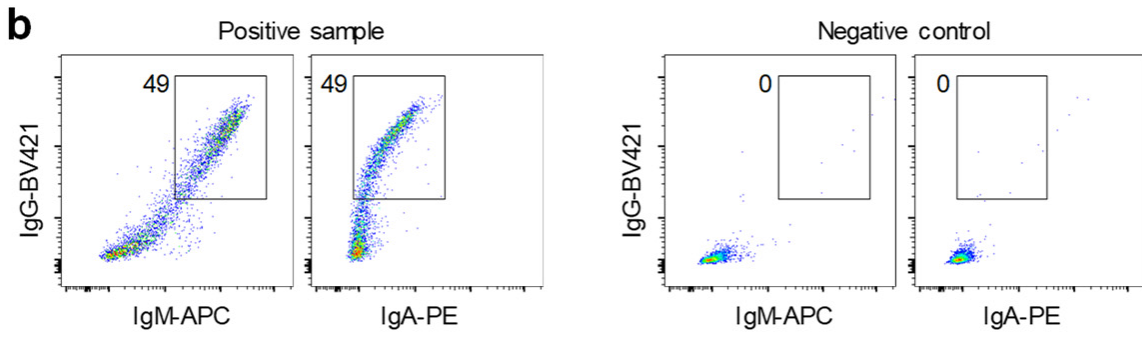 b
Positive sample
Negative control
49
49
0
0
IgG-BV421
IgG-BV421
IgM-APC
IgA-PE
IgM-APC
IgA-PE